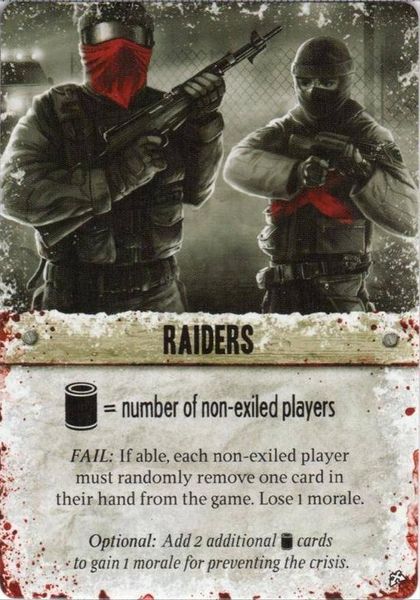 RAIDERS
= number of non-exiled players
FAIL: If able, each non-exiled player
must randomly remove one card in
their hand from the game. Lose 1 morale.
Optional: Add 2 additional cards
to gain 1 morale for preventing the crisis.